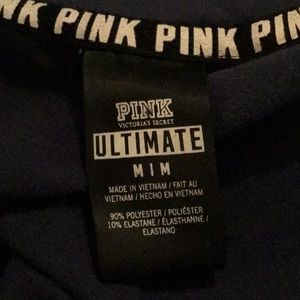 PINK PINK PINK PIN
PINK
VICTORIA'S SECRET
ULTIMATE
M | M
MADE IN VIETNAM / FAIT AU
VIETNAM / HECHO EN VIETNAM
90% POLYESTER / POLIÉSTER
10% ELASTANE / ÉLASTHANNE /
ELASTANO